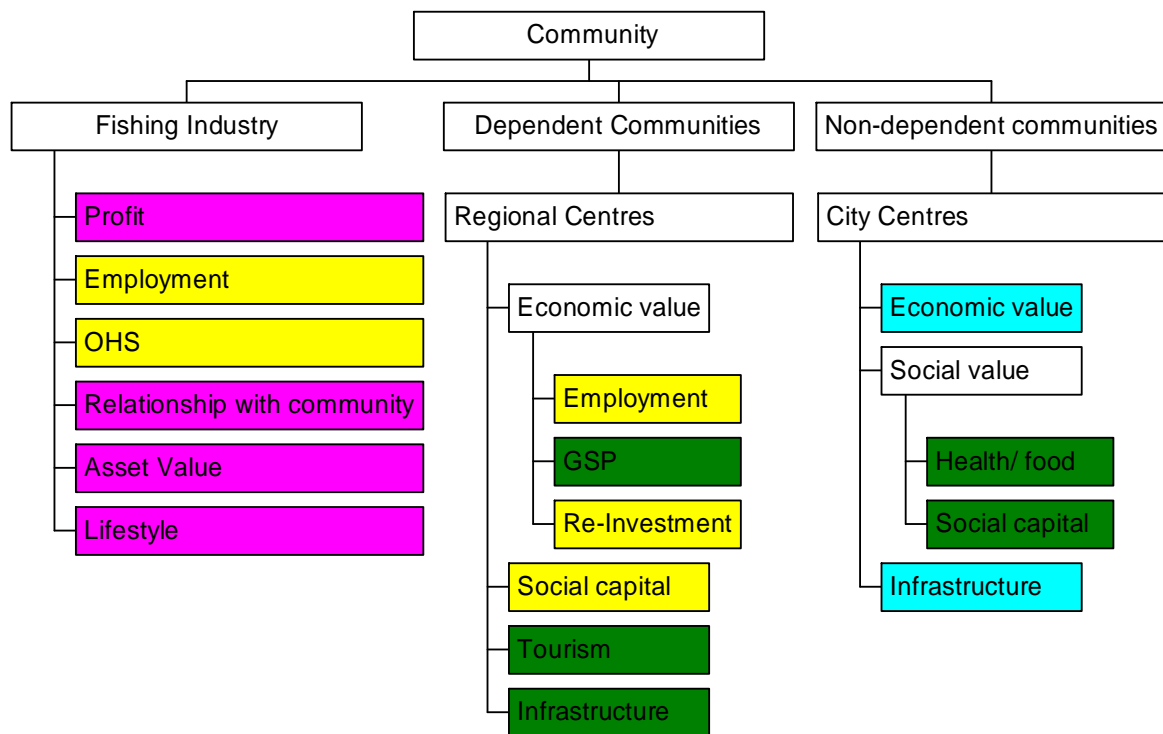 Community
Fishing Industry
Dependent Communities
Non-dependent communities
Profit
Employment
OHS
Relationship with community
Asset Value
Lifestyle
Regional Centres
Economic value
Employment
GSP
Re-Investment
Social capital
Tourism
Infrastructure
City Centres
Economic value
Social value
Health/ food
Social capital
Infrastructure